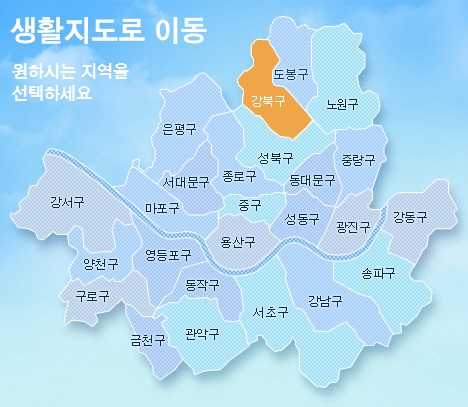 생활지도로 이동
원하시는 지역을
선택하세요
도봉구
강북구
노원구
은평구
성북구
중랑구
서대문구
종로구
동대문구
강서구
마포구
중구
성동구
강동구
광진구
용산구
양천구
영등포구
송파구
동작구
구로구
강남구
서초구
금천구
관악구